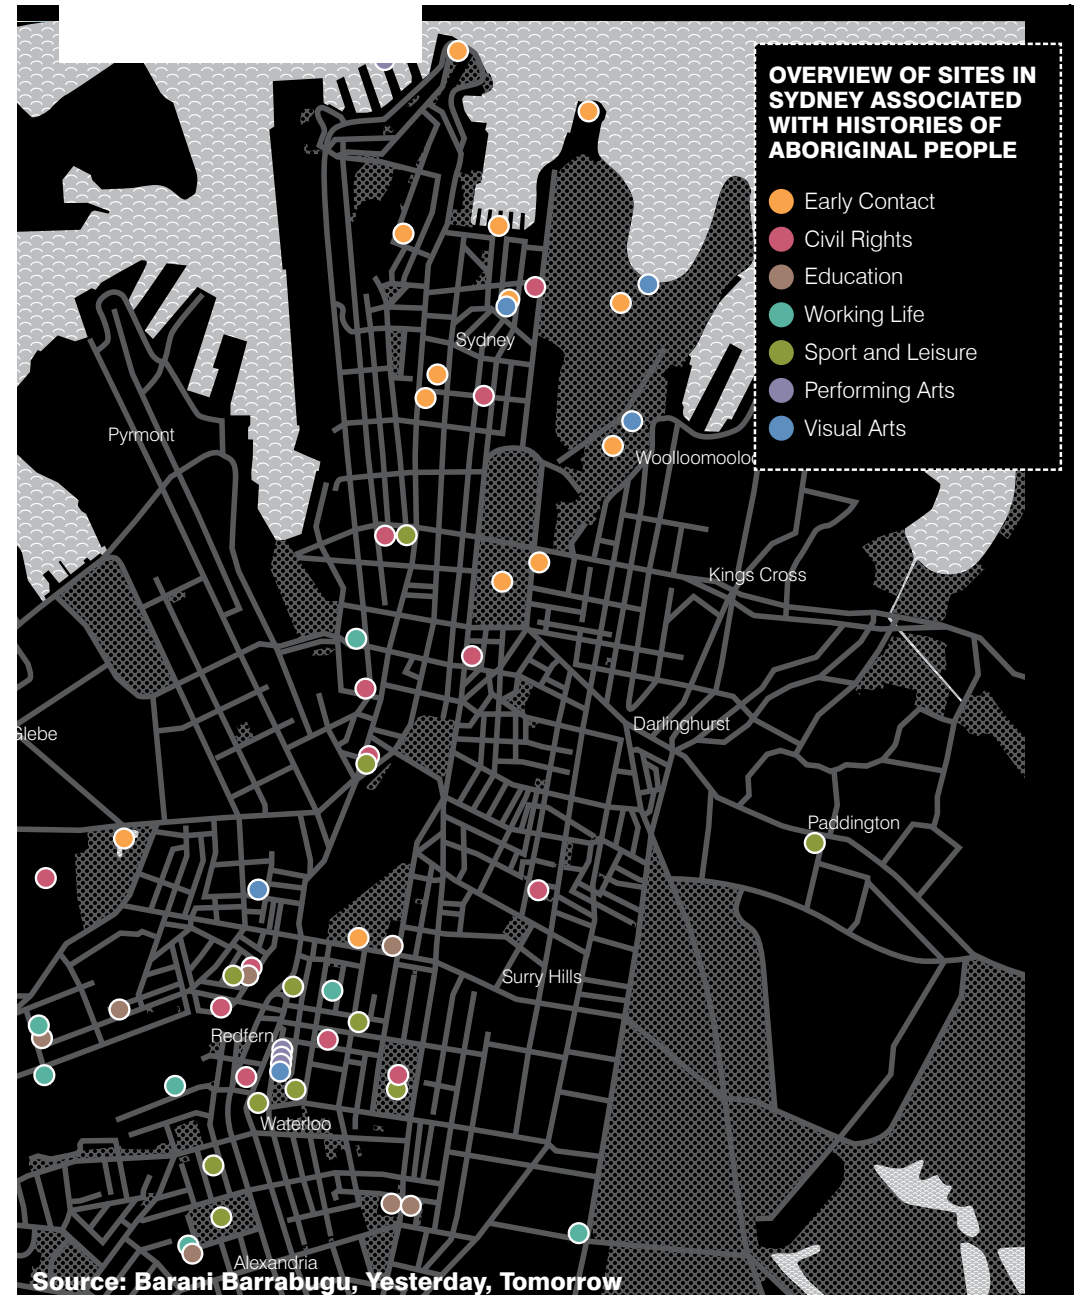 OVERVIEW OF SITES IN
SYDNEY ASSOCIATED
WITH HISTORIES OF
ABORIGINAL PEOPLE
Early Contact
Civil Rights
Education
Working Life
Sport and Leisure
Performing Arts
Visual Arts
Sydney
Pyrmont
Woolloomooloo
Kings Cross
Darlinghurst
Glebe
Paddington
Surry Hills
Redfern
Waterloo
Alexandria
Source: Barani Barrabugu, Yesterday, Tomorrow